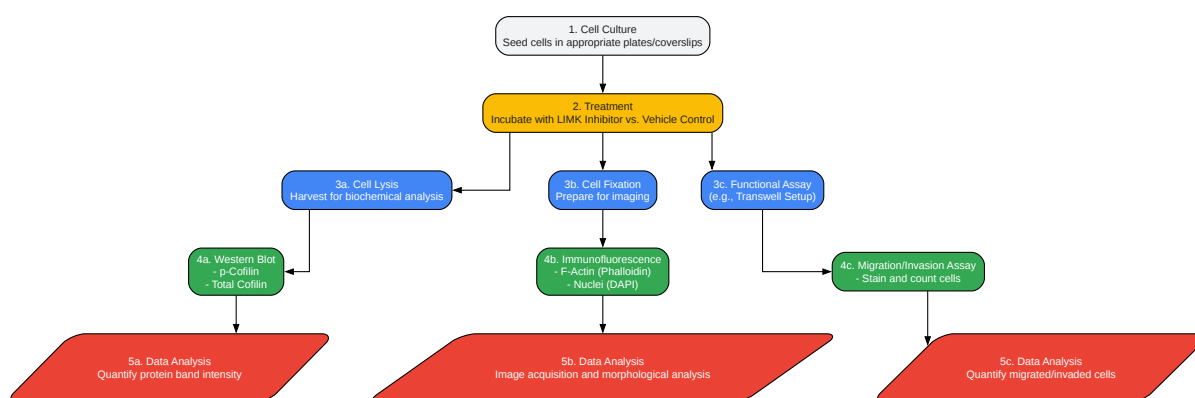 1. Cell Culture
Seed cells in appropriate plates/coverslips
2. Treatment
Incubate with LIMK Inhibitor vs. Vehicle Control
3a. Cell Lysis
Harvest for biochemical analysis
3b. Cell Fixation
Prepare for imaging
3c. Functional Assay
(e.g., Transwell Setup)
4a. Western Blot
- p-Cofilin
- Total Cofilin
4b. Immunofluorescence
- F-Actin (Phalloidin)
- Nuclei (DAPI)
4c. Migration/Invasion Assay
- Stain and count cells
5a. Data Analysis
Quantify protein band intensity
5b. Data Analysis
Image acquisition and morphological analysis
5c. Data Analysis
Quantify migrated/invaded cells